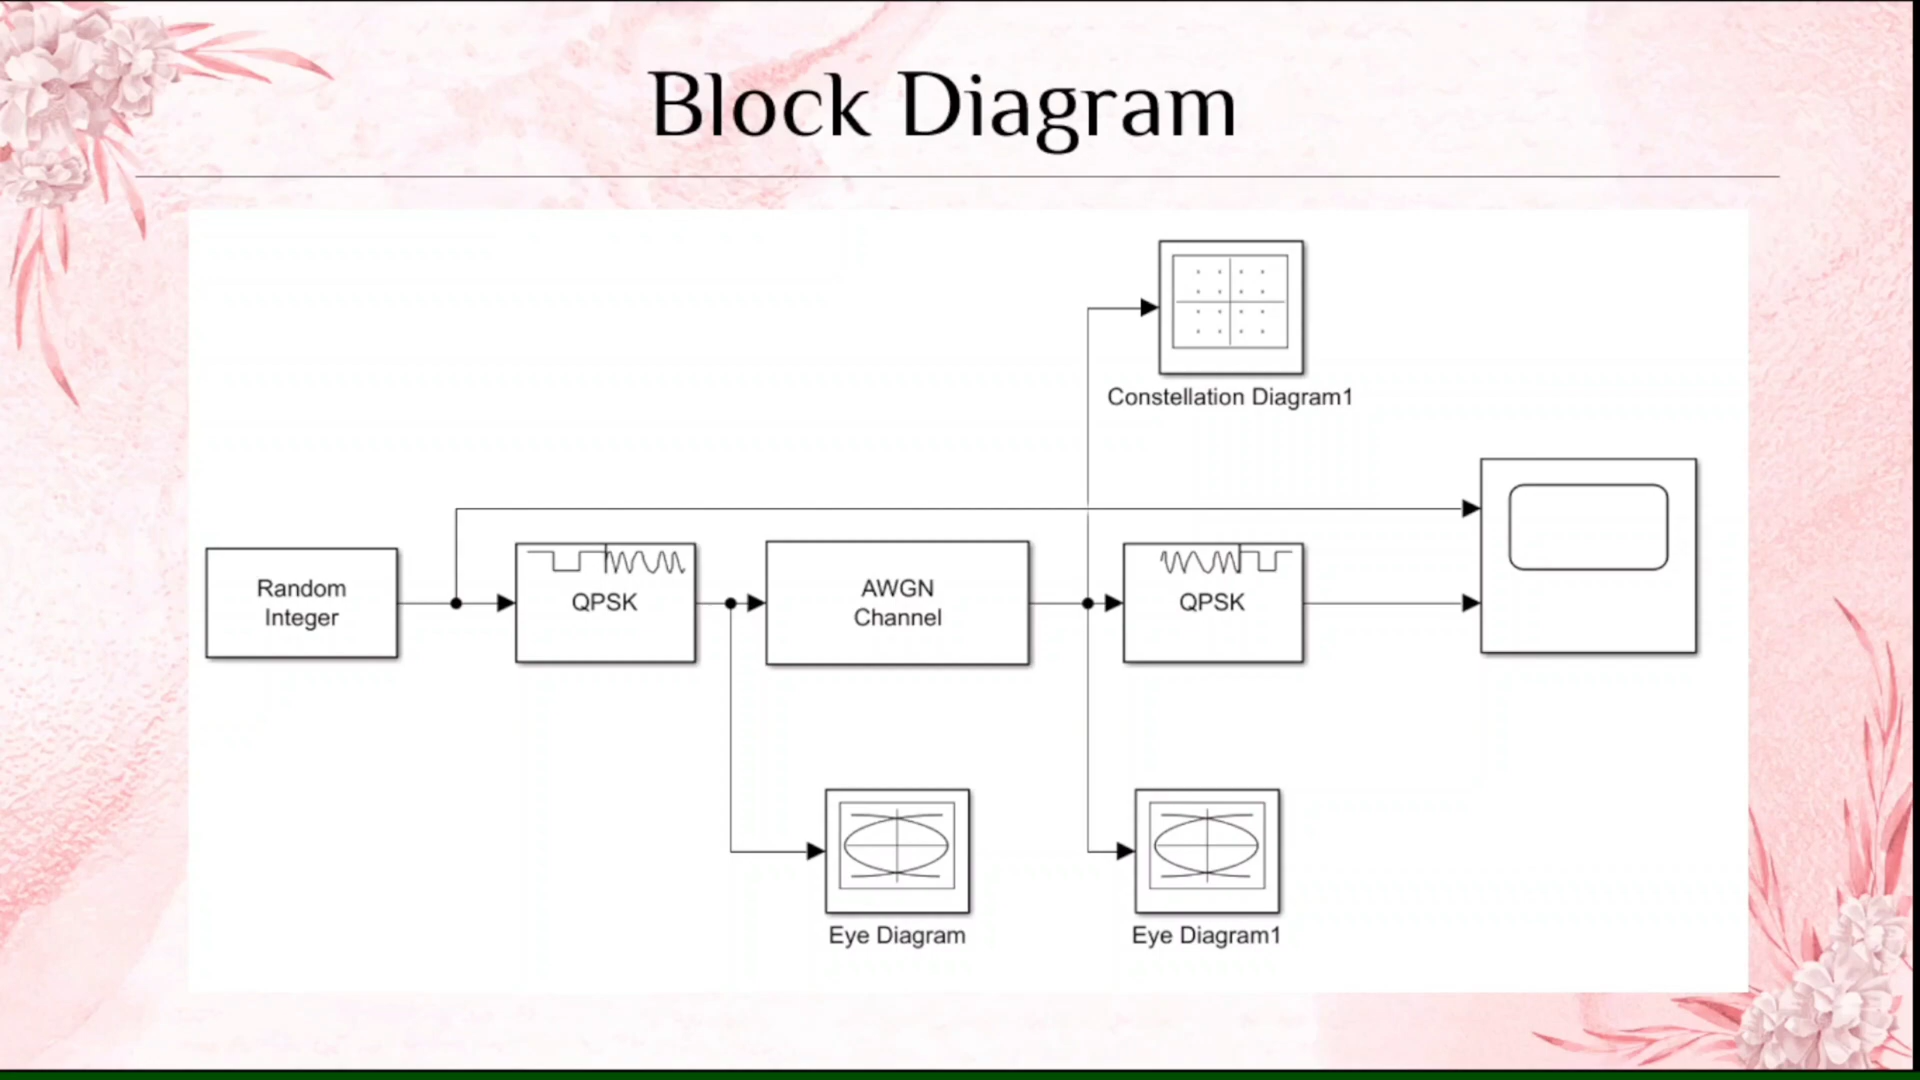 Block Diagram
Constellation Diagram1
Random
Integer
QPSK
AWGN
Channel
QPSK
Eye Diagram
Eye Diagram1